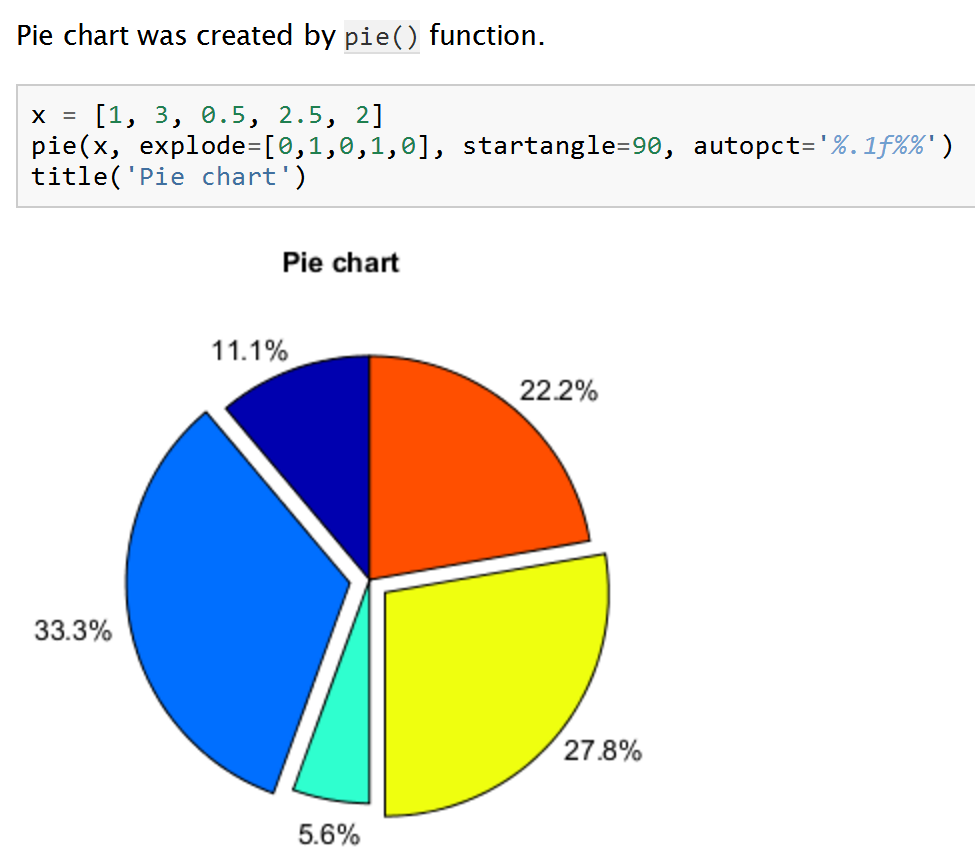 Pie chart was created by pie() function.
x = [1, 3, 0.5, 2.5, 2]
pie(x, explode=[0,1,0,1,0], startangle=90, autopct='%.1f%%')
title('Pie chart')
Pie chart
11.1%
22.2%
33.3%
27.8%
5.6%